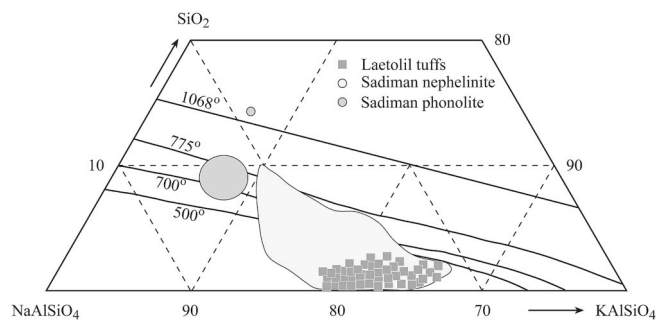 SiO₂
80
Laetolil tuffs
Sadiman nephelinite
Sadiman phonolite
1068°
775°
10
700°
90
500°
NaAlSiO₄
90
80
70
KAlSiO₄